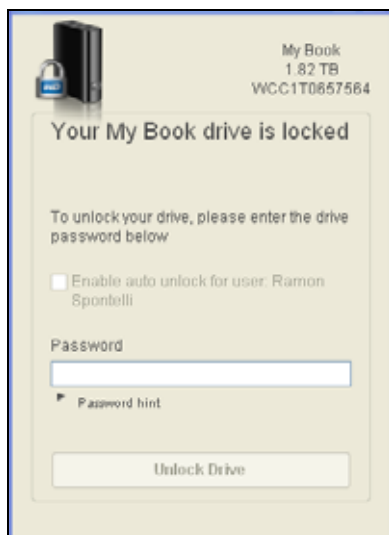 My Book
1.82 TB
WCC1T0657564
Your My Book drive is locked
To unlock your drive, please enter the drive
password below
Enable auto unlock for user: Ramon
Spontelli
Password
Password hint
Unlock Drive